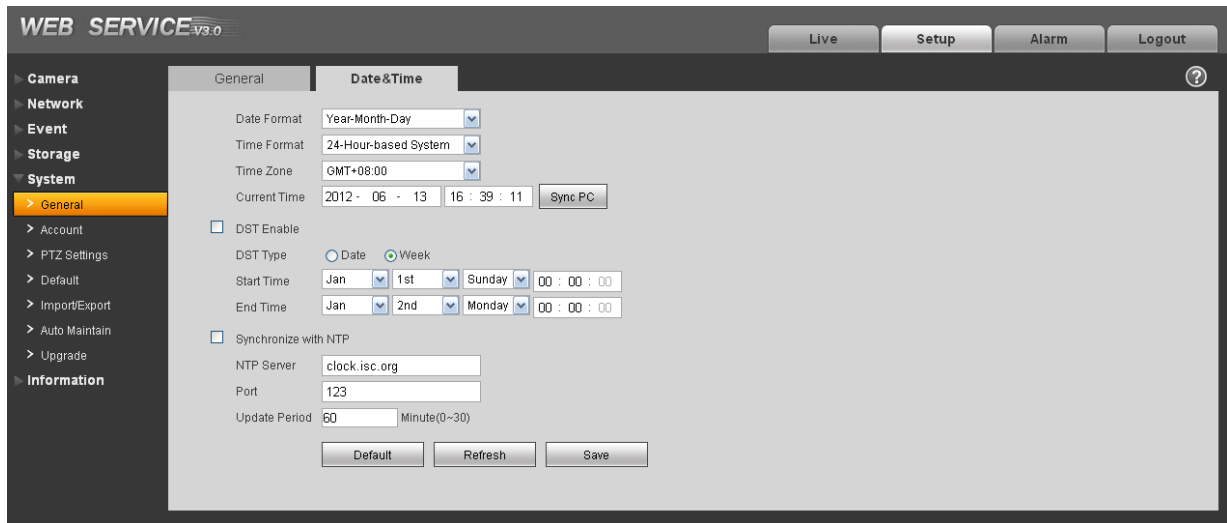 WEB SERVICE V3.0
Live Setup Alarm Logout
Camera
Network
Event
Storage
System
> General
> Account
> PTZ Settings
> Default
> Import/Export
> Auto Maintain
> Upgrade
Information
General Date&Time ?
Date Format Year-Month-Day
Time Format 24-Hour-based System
Time Zone GMT+08:00
Current Time 2012 - 06 - 13 16 : 39 : 11 Sync PC
DST Enable
DST Type Date Week
Start Time Jan 1st Sunday 00 : 00 : 00
End Time Jan 2nd Monday 00 : 00 : 00
Synchronize with NTP
NTP Server clock.isc.org
Port 123
Update Period 60 Minute(0~30)
Default Refresh Save